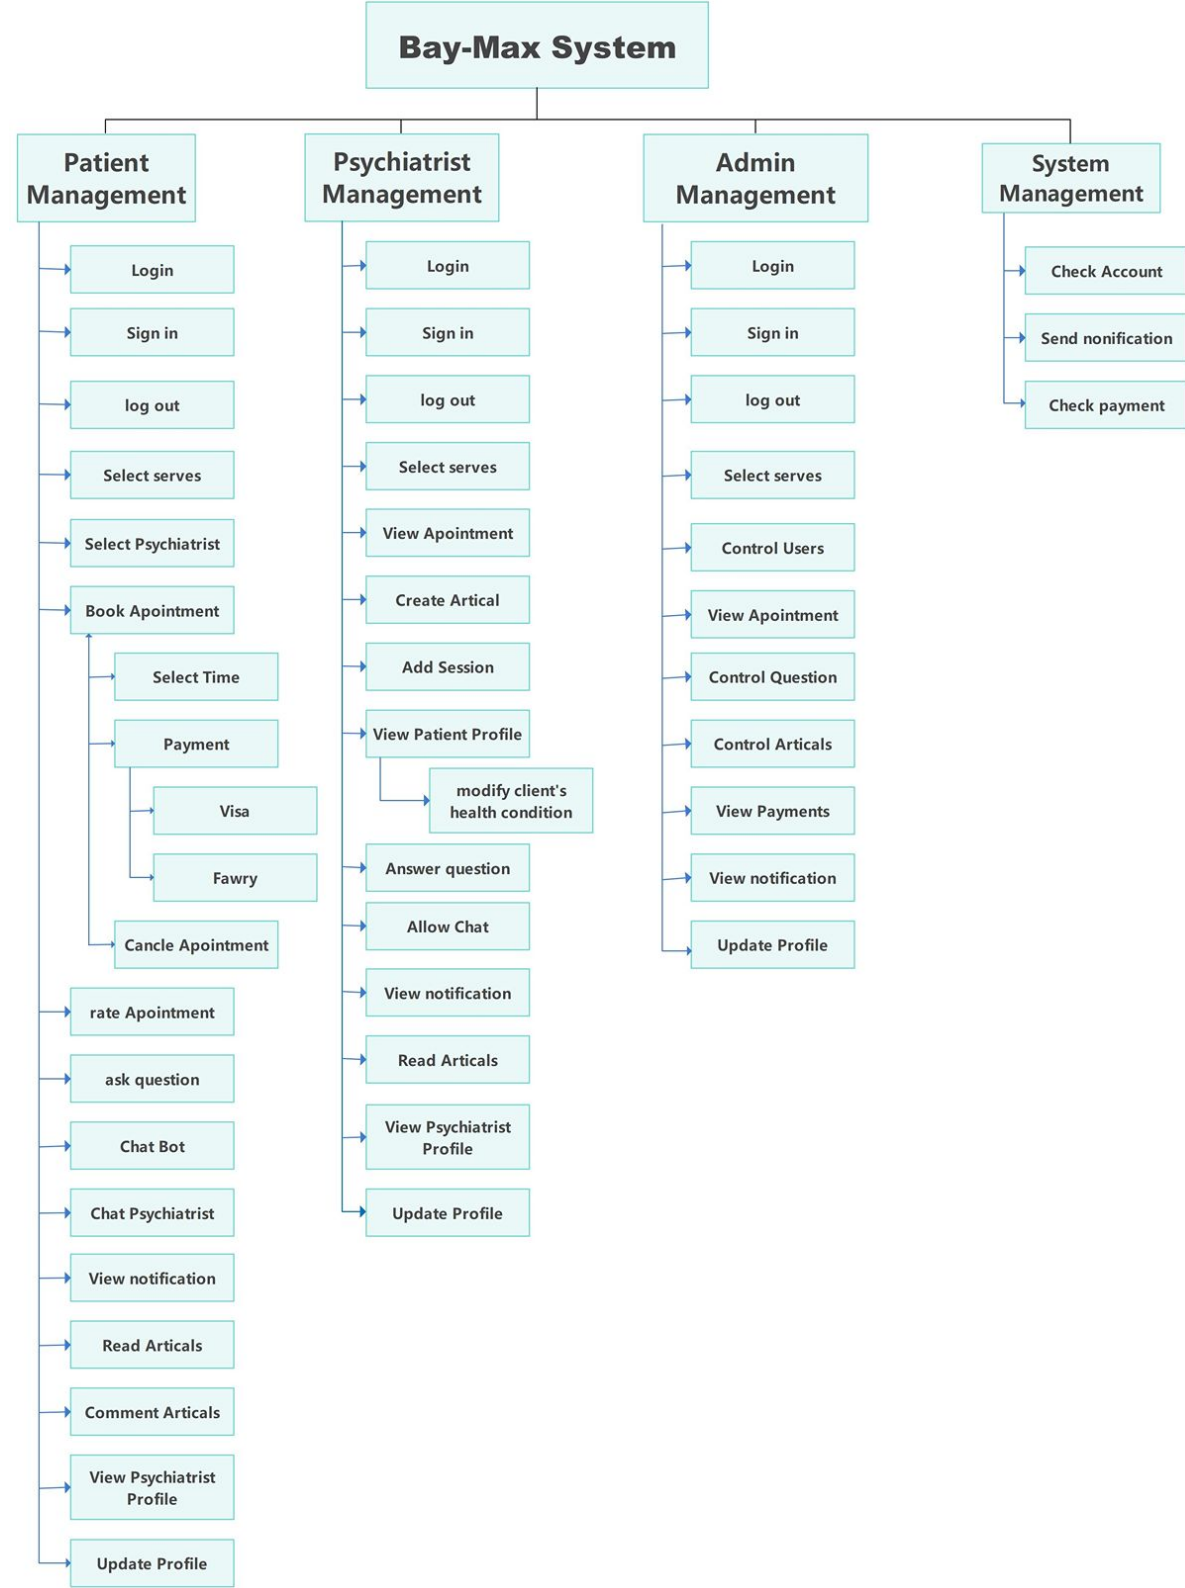 Bay-Max System
Patient
Management
Login
Sign in
log out
Select serves
Select Psychiatrist
Book Apointment
Select Time
Payment
Visa
Fawry
Cancle Apointment
rate Apointment
ask question
Chat Bot
Chat Psychiatrist
View notification
Read Articals
Comment Articals
View Psychiatrist
Profile
Update Profile
Psychiatrist
Management
Login
Sign in
log out
Select serves
View Apointment
Create Artical
Add Session
View Patient Profile
modify client's
health condition
Answer question
Allow Chat
View notification
Read Articals
View Psychiatrist
Profile
Update Profile
Admin
Management
Login
Sign in
log out
Select serves
Control Users
View Apointment
Control Question
Control Articals
View Payments
View notification
Update Profile
System
Management
Check Account
Send nonification
Check payment